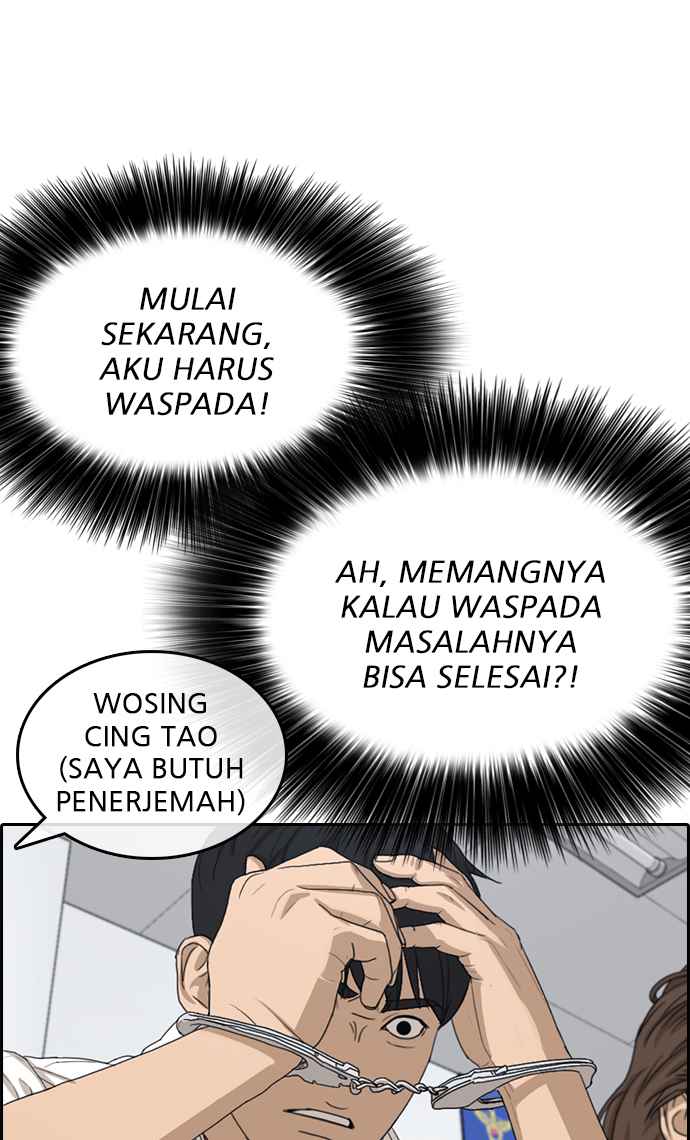 MULAI
SEKARANG,
AKU HARUS
WASPADA!
AH, MEMANGNYA
KALAU WASPADA
MASALAHNYA
BISA SELESAI?!
WOSING
CING TAO
(SAYA BUTUH
PENERJEMAH)